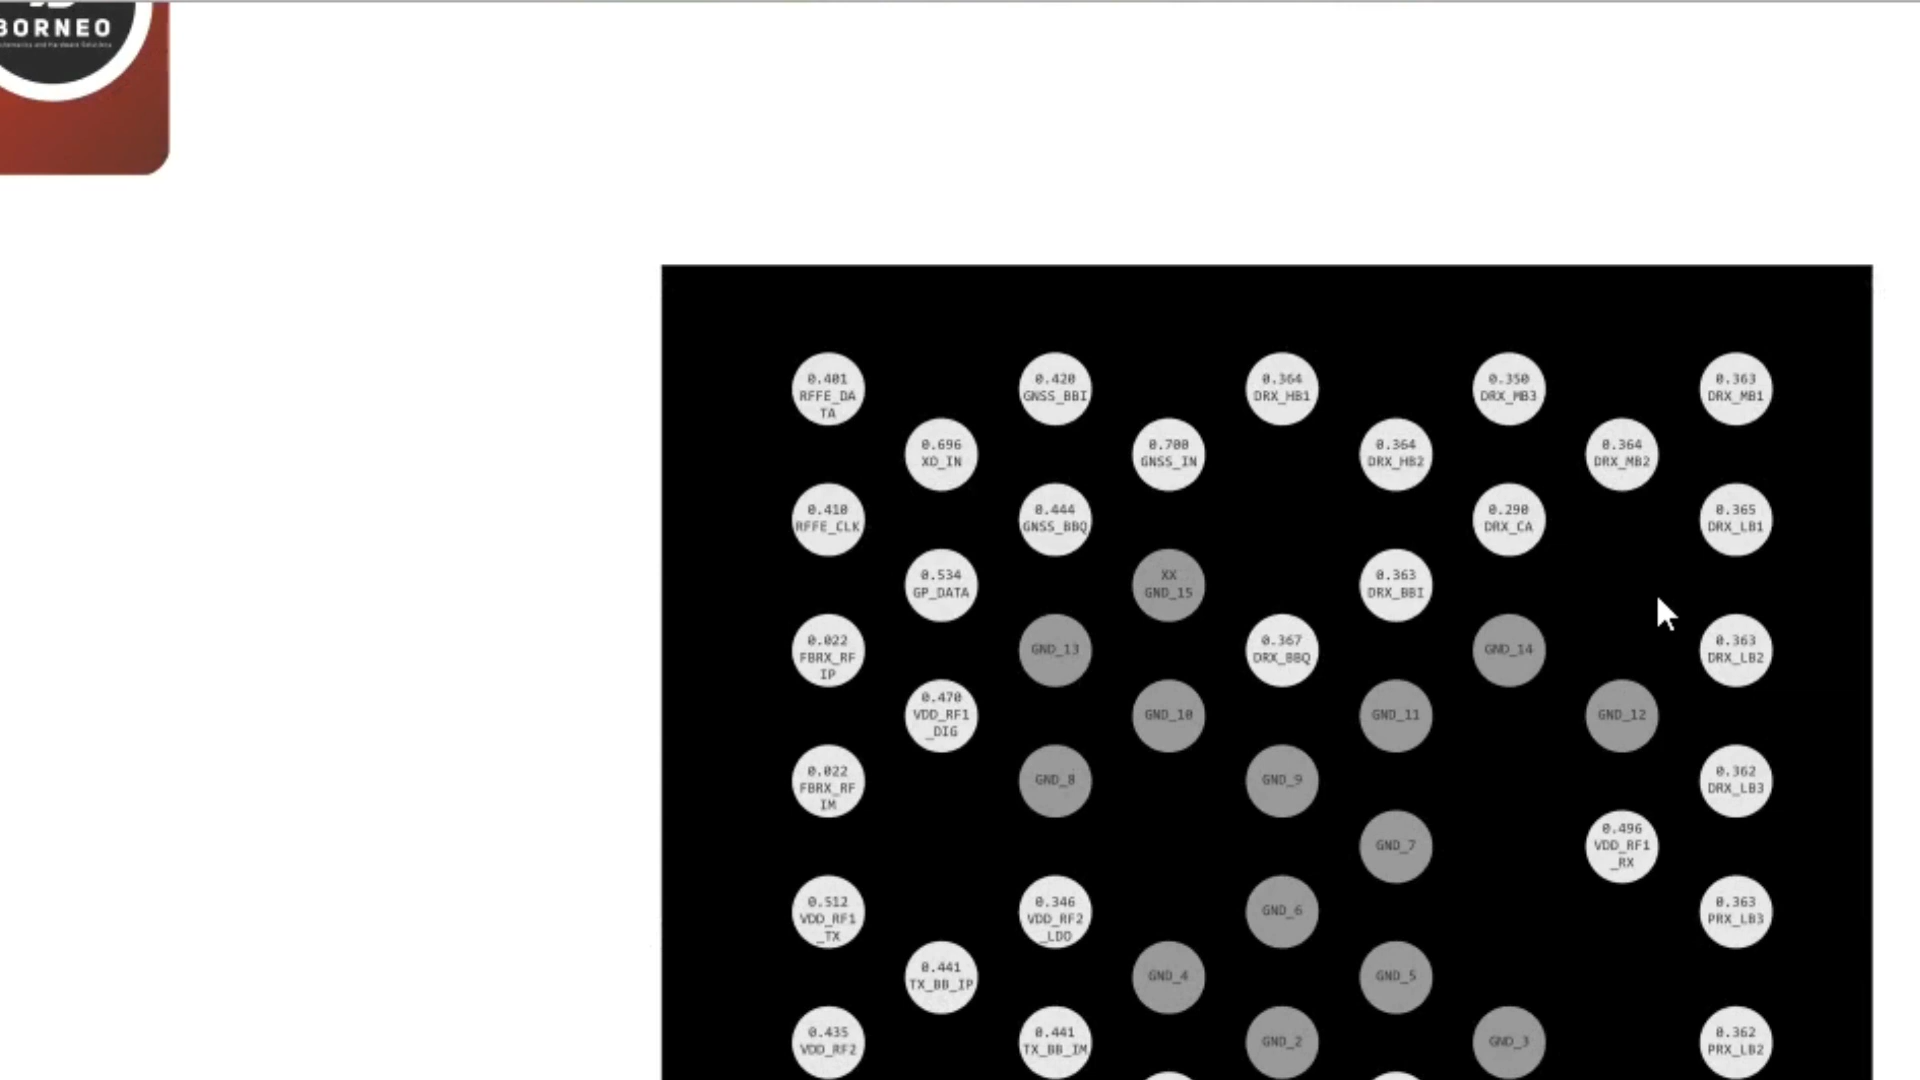 BORNEO
0.401
RFFE_DA
TA
0.420
GNSS_BBI
0.364
DRX_HB1
0.350
DRX_MB3
0.363
DRX_MB1
0.696
XO_IN
0.700
GNSS_IN
0.364
DRX_HB2
0.364
DRX_MB2
0.410
RFFE_CLK
0.444
GNSS_BBQ
0.290
DRX_CA
0.365
DRX_LB1
0.534
GP_DATA
XX
GND_15
0.363
DRX_BBI
0.022
FBRX_RF
IP
GND_13
0.367
DRX_BBQ
GND_14
0.363
DRX_LB2
0.470
VDD_RF1
_DIG
GND_10
GND_11
GND_12
0.022
FBRX_RF
IM
GND_8
GND_9
0.362
DRX_LB3
GND_7
0.496
VDD_RF1
_RX
0.512
VDD_RF1
_TX
0.346
VDD_RF2
_LDO
GND_6
0.363
PRX_LB3
0.441
TX_BB_IP
GND_4
GND_5
0.435
VDD_RF2
0.441
TX_BB_IM
GND_2
GND_3
0.362
PRX_LB2